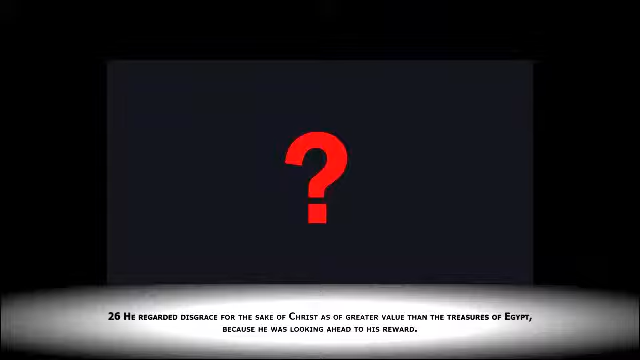 ?
26 He regarded disgrace for the sake of Christ as of greater value than the treasures of Egypt,
because he was looking ahead to his reward.